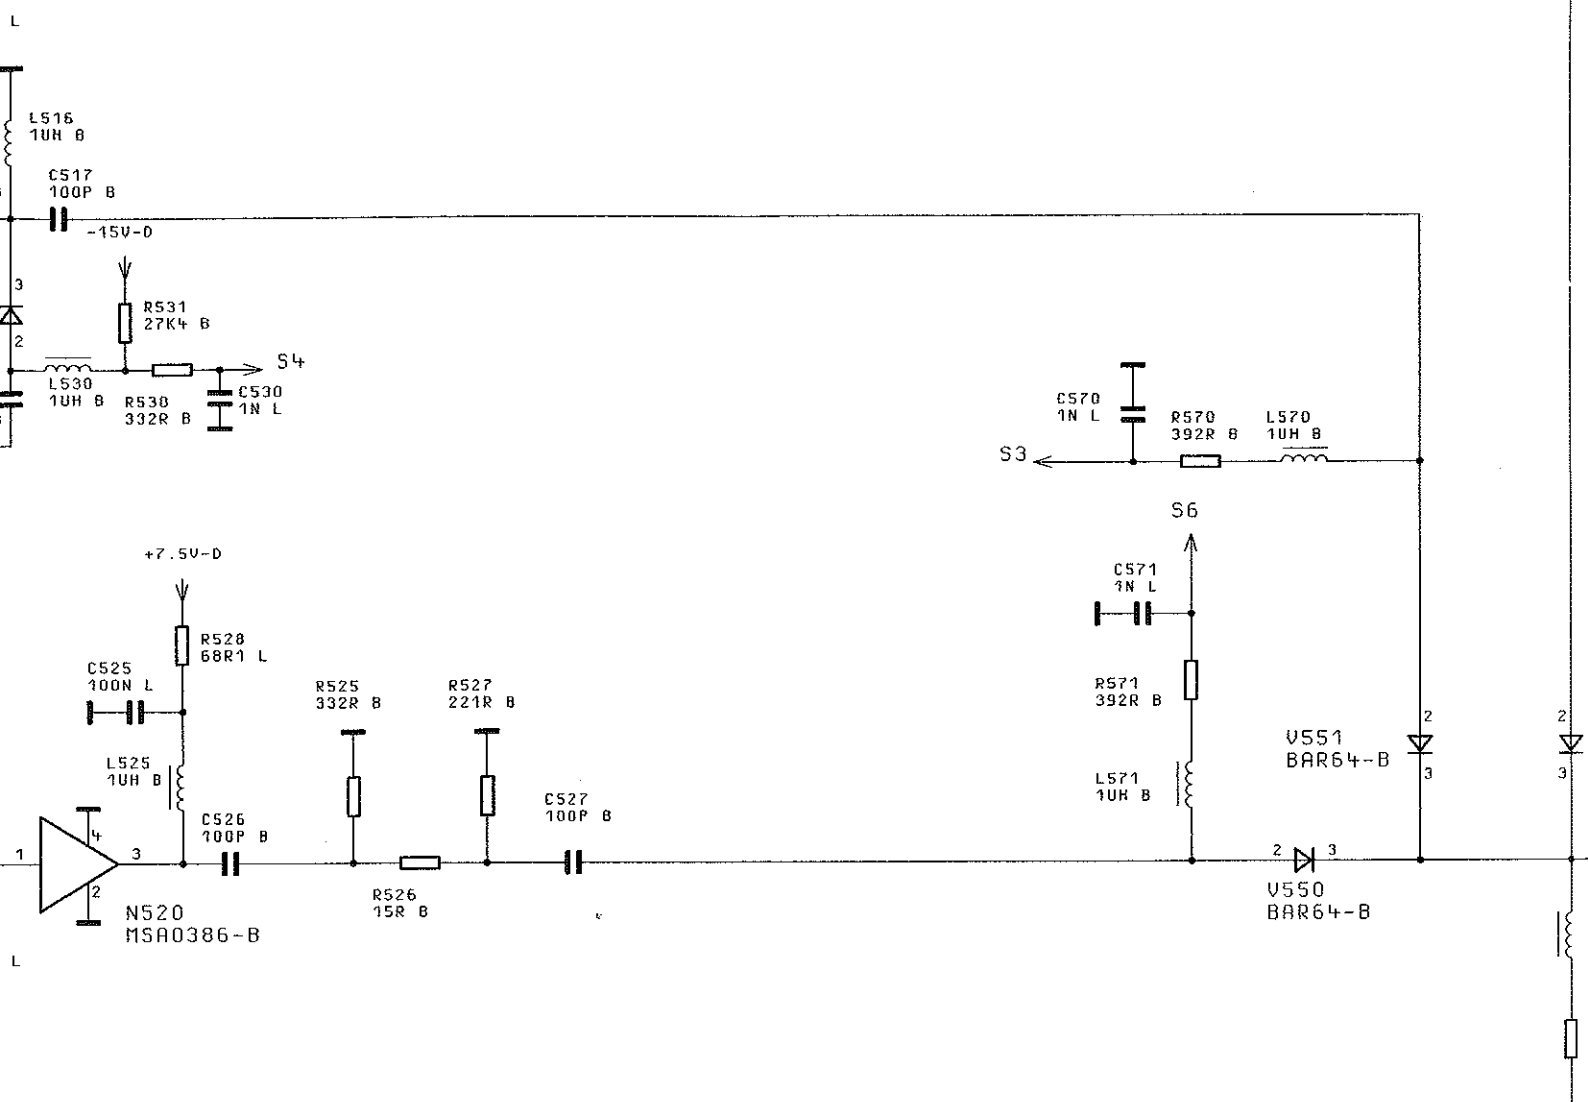 L
L516
1UH B
C517
100P B
-15V-D
3
R531
27K4 B
2
S4
L530
1UH B
R530
332R B
C530
1N L
C570
1N L
R570
392R B
L570
1UH B
S3
S6
+7.5V-D
C571
1N L
R528
68R1 L
C525
100N L
R525
332R B
R527
221R B
R571
392R B
2
2
V551
BAR64-B
L525
1UH B
3
3
L571
1UH B
C527
100P B
C526
100P B
4
1
3
2
3
2
R526
15R B
V550
BAR64-B
N520
MSA0386-B
L